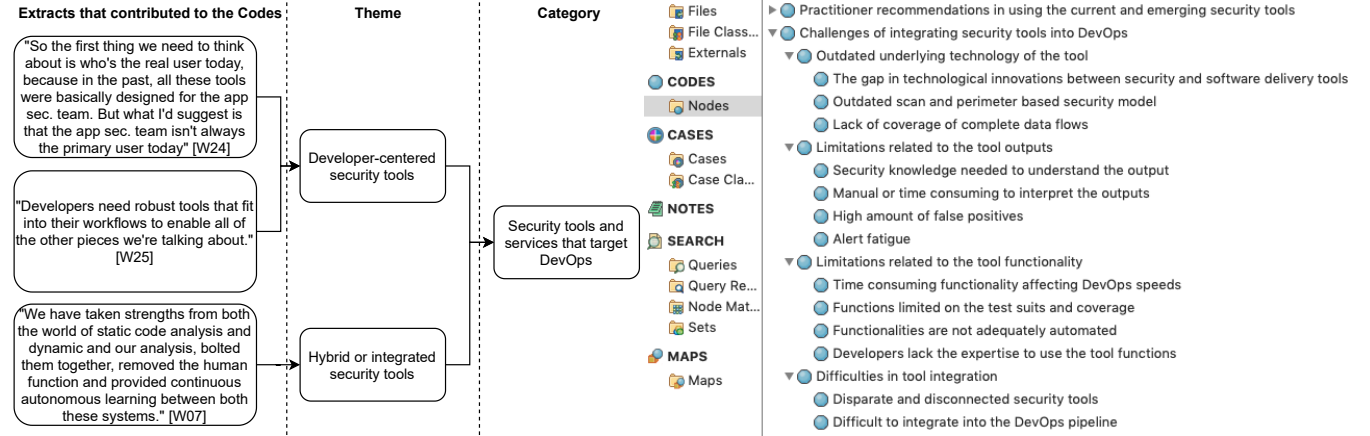 Extracts that contributed to the Codes
Theme
Category
"So the first thing we need to think
about is who's the real user today,
because in the past, all these tools
were basically designed for the app
sec. team. But what I'd suggest is
that the app sec. team isn't always
the primary user today" [W24]
"Developers need robust tools that fit
into their workflows to enable all of
the other pieces we're talking about."
[W25]
"We have taken strengths from both
the world of static code analysis and
dynamic and our analysis, bolted
them together, removed the human
function and provided continuous
autonomous learning between both
these systems." [W07]
Developer-centered
security tools
Hybrid or integrated
security tools
Security tools and
services that target
DevOps
Files
File Class...
Externals
CODES
Nodes
CASES
Cases
Case Cla...
NOTES
SEARCH
Queries
Query Re...
Node Mat...
Sets
MAPS
Maps
Practitioner recommendations in using the current and emerging security tools
Challenges of integrating security tools into DevOps
Outdated underlying technology of the tool
The gap in technological innovations between security and software delivery tools
Outdated scan and perimeter based security model
Lack of coverage of complete data flows
Limitations related to the tool outputs
Security knowledge needed to understand the output
Manual or time consuming to interpret the outputs
High amount of false positives
Alert fatigue
Limitations related to the tool functionality
Time consuming functionality affecting DevOps speeds
Functions limited on the test suits and coverage
Functionalities are not adequately automated
Developers lack the expertise to use the tool functions
Difficulties in tool integration
Disparate and disconnected security tools
Difficult to integrate into the DevOps pipeline